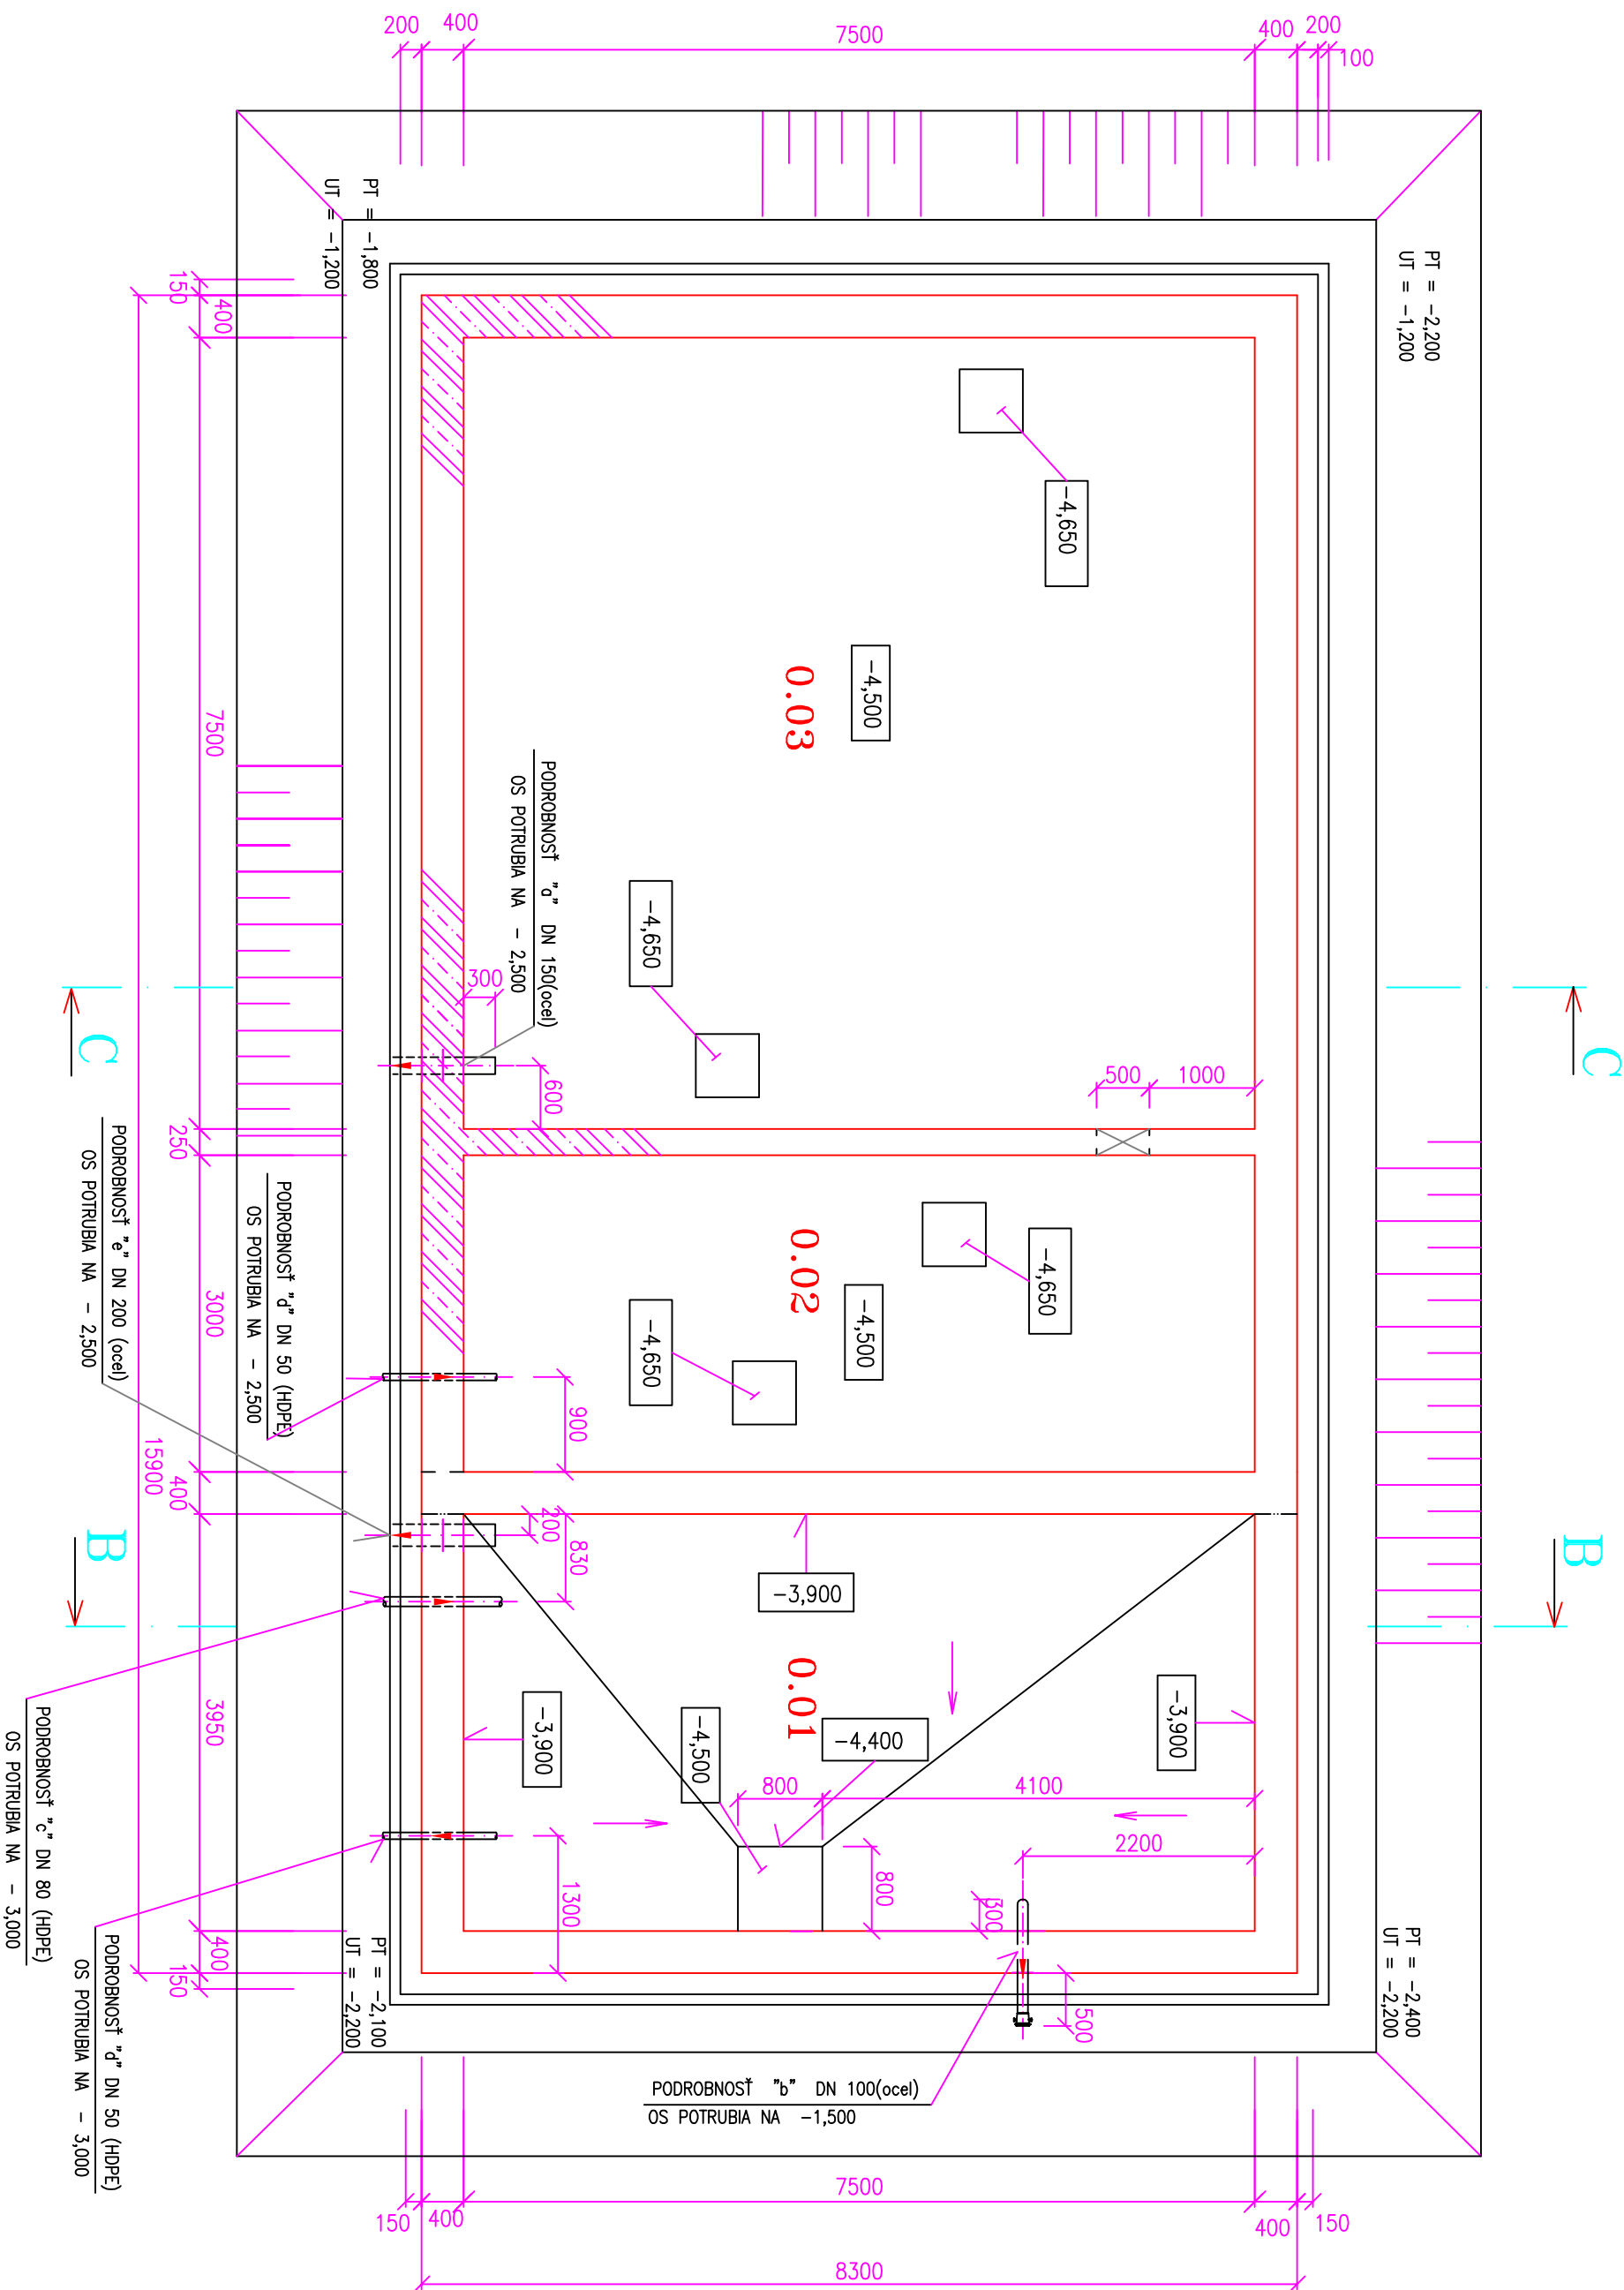 200
400
7500
400
200
100
PT = -1,800
UT = -1,200
PT = -2,200
UT = -1,200
150
400
7500
250
3000
400
3950
400
150
15900
-4,650
-4,500
0.03
-4,650
PODROBNOSŤ "a" DN 150(ocel)
OS POTRUBIA NA - 2,500
300
600
500
1000
C
C
PODROBNOSŤ "e" DN 200 (ocel)
OS POTRUBIA NA - 2,500
PODROBNOSŤ "d" DN 50 (HDPE)
OS POTRUBIA NA - 2,500
0.02
-4,650
-4,500
-4,650
900
200
830
B
B
-3,900
0.01
-3,900
-3,900
-4,500
-4,400
800
4100
2200
800
300
1300
500
PODROBNOSŤ "c" DN 80 (HDPE)
OS POTRUBIA NA - 3,000
PODROBNOSŤ "d" DN 50 (HDPE)
OS POTRUBIA NA - 3,000
PT = -2,100
UT = -2,200
PT = -2,400
UT = -2,200
PODROBNOSŤ "b" DN 100(ocel)
OS POTRUBIA NA -1,500
150
400
7500
400
150
8300